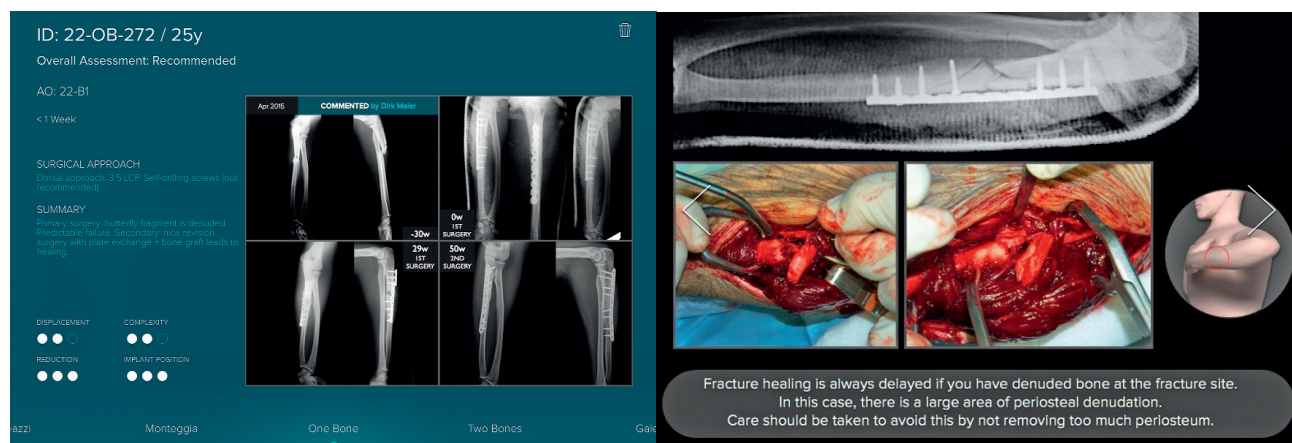 ID: 22-OB-272 / 25y
Overall Assessment: Recommended
AO: 22-B1
< 1 Week
SURGICAL APPROACH
Dorsal approach. 3.5 LCP. Self-drilling screws (not
recommended).
SUMMARY
Primary surgery: butterfly fragment is denuded.
Predictable failure. Secondary: nice revision
surgery with plate exchange + bone graft leads to
healing
DISPLACEMENT
COMPLEXITY
REDUCTION
IMPLANT POSITION
Apr 2015
COMMENTED by Dirk Maier
-30w
0w
1ST
SURGERY
29w
1ST
SURGERY
50w
2ND
SURGERY
azzi
Monteggia
One Bone
Two Bones
Gale
Fracture healing is always delayed if you have denuded bone at the fracture site.
In this case, there is a large area of periosteal denudation.
Care should be taken to avoid this by not removing too much periosteum.